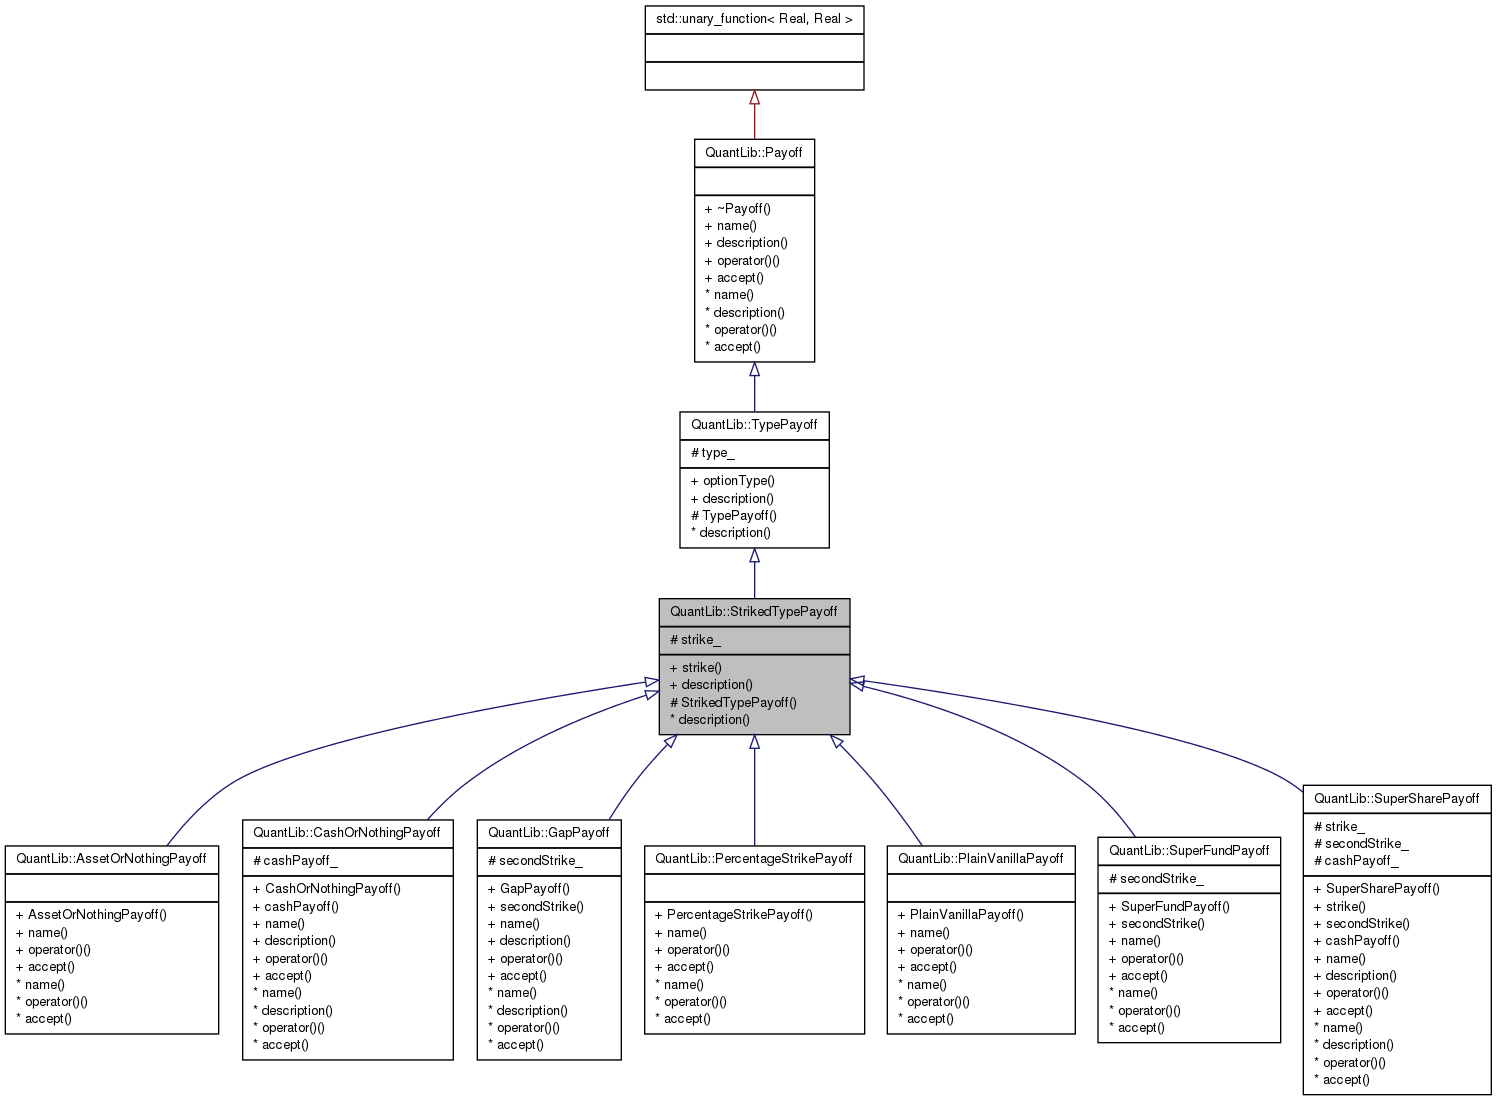 std::unary_function< Real, Real >
QuantLib::Payoff
+ ~Payoff()
+ name()
+ description()
+ operator()()
+ accept()
* name()
* description()
* operator()()
* accept()
QuantLib::TypePayoff
# type_
+ optionType()
+ description()
# TypePayoff()
* description()
QuantLib::StrikedTypePayoff
# strike_
+ strike()
+ description()
# StrikedTypePayoff()
* description()
QuantLib::AssetOrNothingPayoff
+ AssetOrNothingPayoff()
+ name()
+ operator()()
+ accept()
* name()
* operator()()
* accept()
QuantLib::CashOrNothingPayoff
# cashPayoff_
+ CashOrNothingPayoff()
+ cashPayoff()
+ name()
+ description()
+ operator()()
+ accept()
* name()
* description()
* operator()()
* accept()
QuantLib::GapPayoff
# secondStrike_
+ GapPayoff()
+ secondStrike()
+ name()
+ description()
+ operator()()
+ accept()
* name()
* description()
* operator()()
* accept()
QuantLib::PercentageStrikePayoff
+ PercentageStrikePayoff()
+ name()
+ operator()()
+ accept()
* name()
* operator()()
* accept()
QuantLib::PlainVanillaPayoff
+ PlainVanillaPayoff()
+ name()
+ operator()()
+ accept()
* name()
* operator()()
* accept()
QuantLib::SuperFundPayoff
# secondStrike_
+ SuperFundPayoff()
+ secondStrike()
+ name()
+ operator()()
+ accept()
* name()
* operator()()
* accept()
QuantLib::SuperSharePayoff
# strike_
# secondStrike_
# cashPayoff_
+ SuperSharePayoff()
+ strike()
+ secondStrike()
+ cashPayoff()
+ name()
+ description()
+ operator()()
+ accept()
* name()
* description()
* operator()()
* accept()